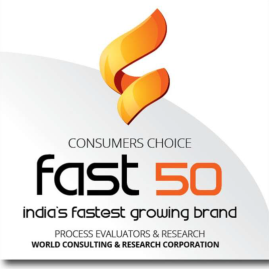 CONSUMERS CHOICE
fast 50
india's fastest growing brand
PROCESS EVALUATORS & RESEARCH
WORLD CONSULTING & RESEARCH CORPORATION